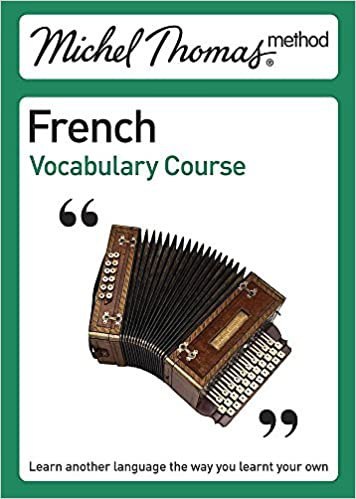 Michel Thomas® method
French
Vocabulary Course
“
”
Learn another language the way you learnt your own